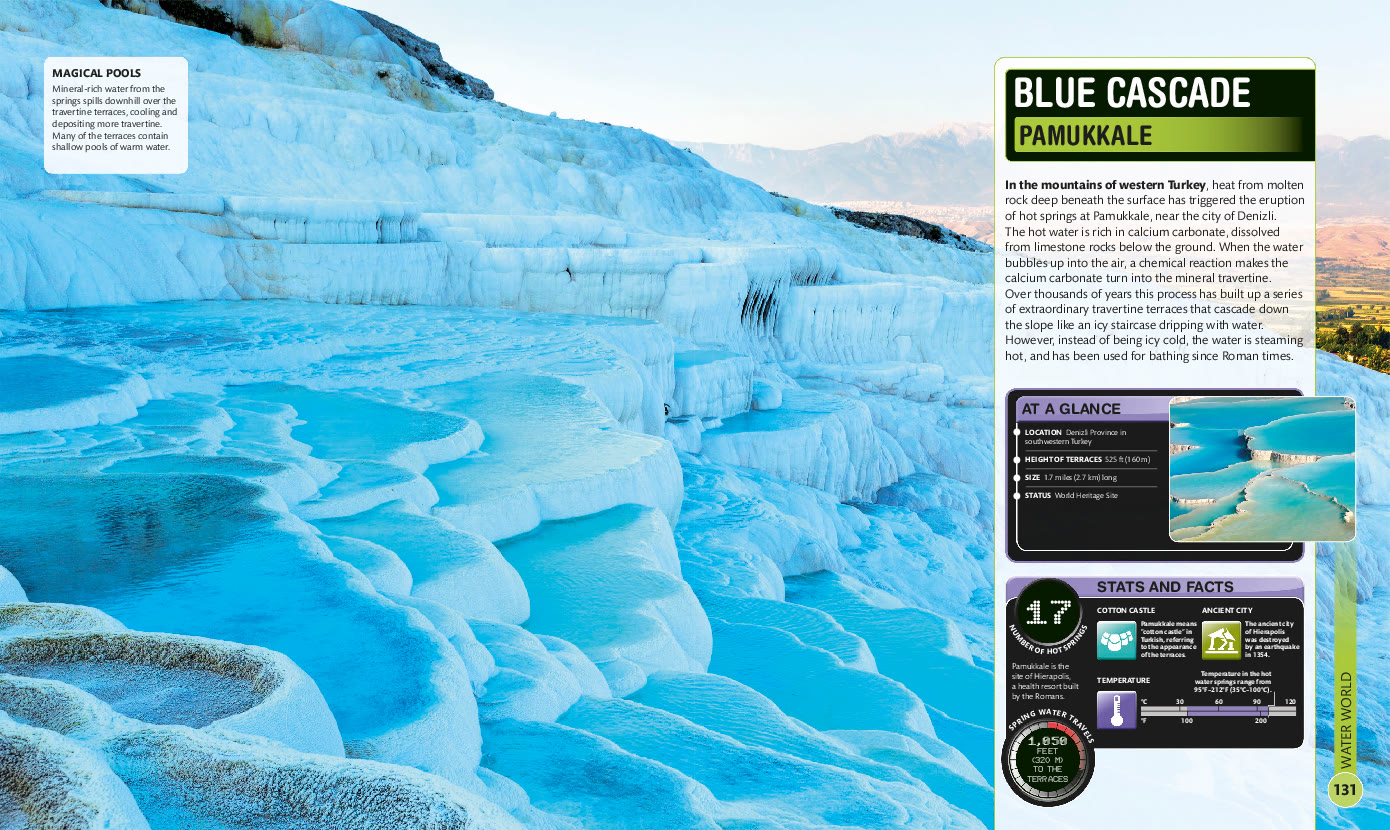 MAGICAL POOLS
Mineral-rich water from the
springs spills downhill over the
travertine terraces, cooling and
depositing more travertine.
Many of the terraces contain
shallow pools of warm water.
BLUE CASCADE
PAMUKKALE
In the mountains of western Turkey, heat from molten
rock deep beneath the surface has triggered the eruption
of hot springs at Pamukkale, near the city of Denizli.
The hot water is rich in calcium carbonate, dissolved
from limestone rocks below the ground. When the water
bubbles up into the air, a chemical reaction makes the
calcium carbonate turn into the mineral travertine.
Over thousands of years this process has built up a series
of extraordinary travertine terraces that cascade down
the slope like an icy staircase dripping with water.
However, instead of being icy cold, the water is steaming
hot, and has been used for bathing since Roman times.
AT A GLANCE
LOCATION Denizli Province in
southwestern Turkey
HEIGHT OF TERRACES 525 ft (160 m)
SIZE 1.7 miles (2.7 km) long
STATUS World Heritage Site
STATS AND FACTS
17
NUMBER OF HOT SPRINGS
Pamukkale is the
site of Hierapolis,
a health resort built
by the Romans.
SPRING WATER TRAVELS
1,050
FEET
(320 M)
TO THE
TERRACES
COTTON CASTLE
Pamukkale means
"cotton castle" in
Turkish, referring
to the appearance
of the terraces.
ANCIENT CITY
The ancient city
of Hierapolis
was destroyed
by an earthquake
in 1354.
TEMPERATURE
Temperature in the hot
water springs range from
95°F–212°F (35°C–100°C).
°C 30 60 90 120
°F 100 200
WATER WORLD
131